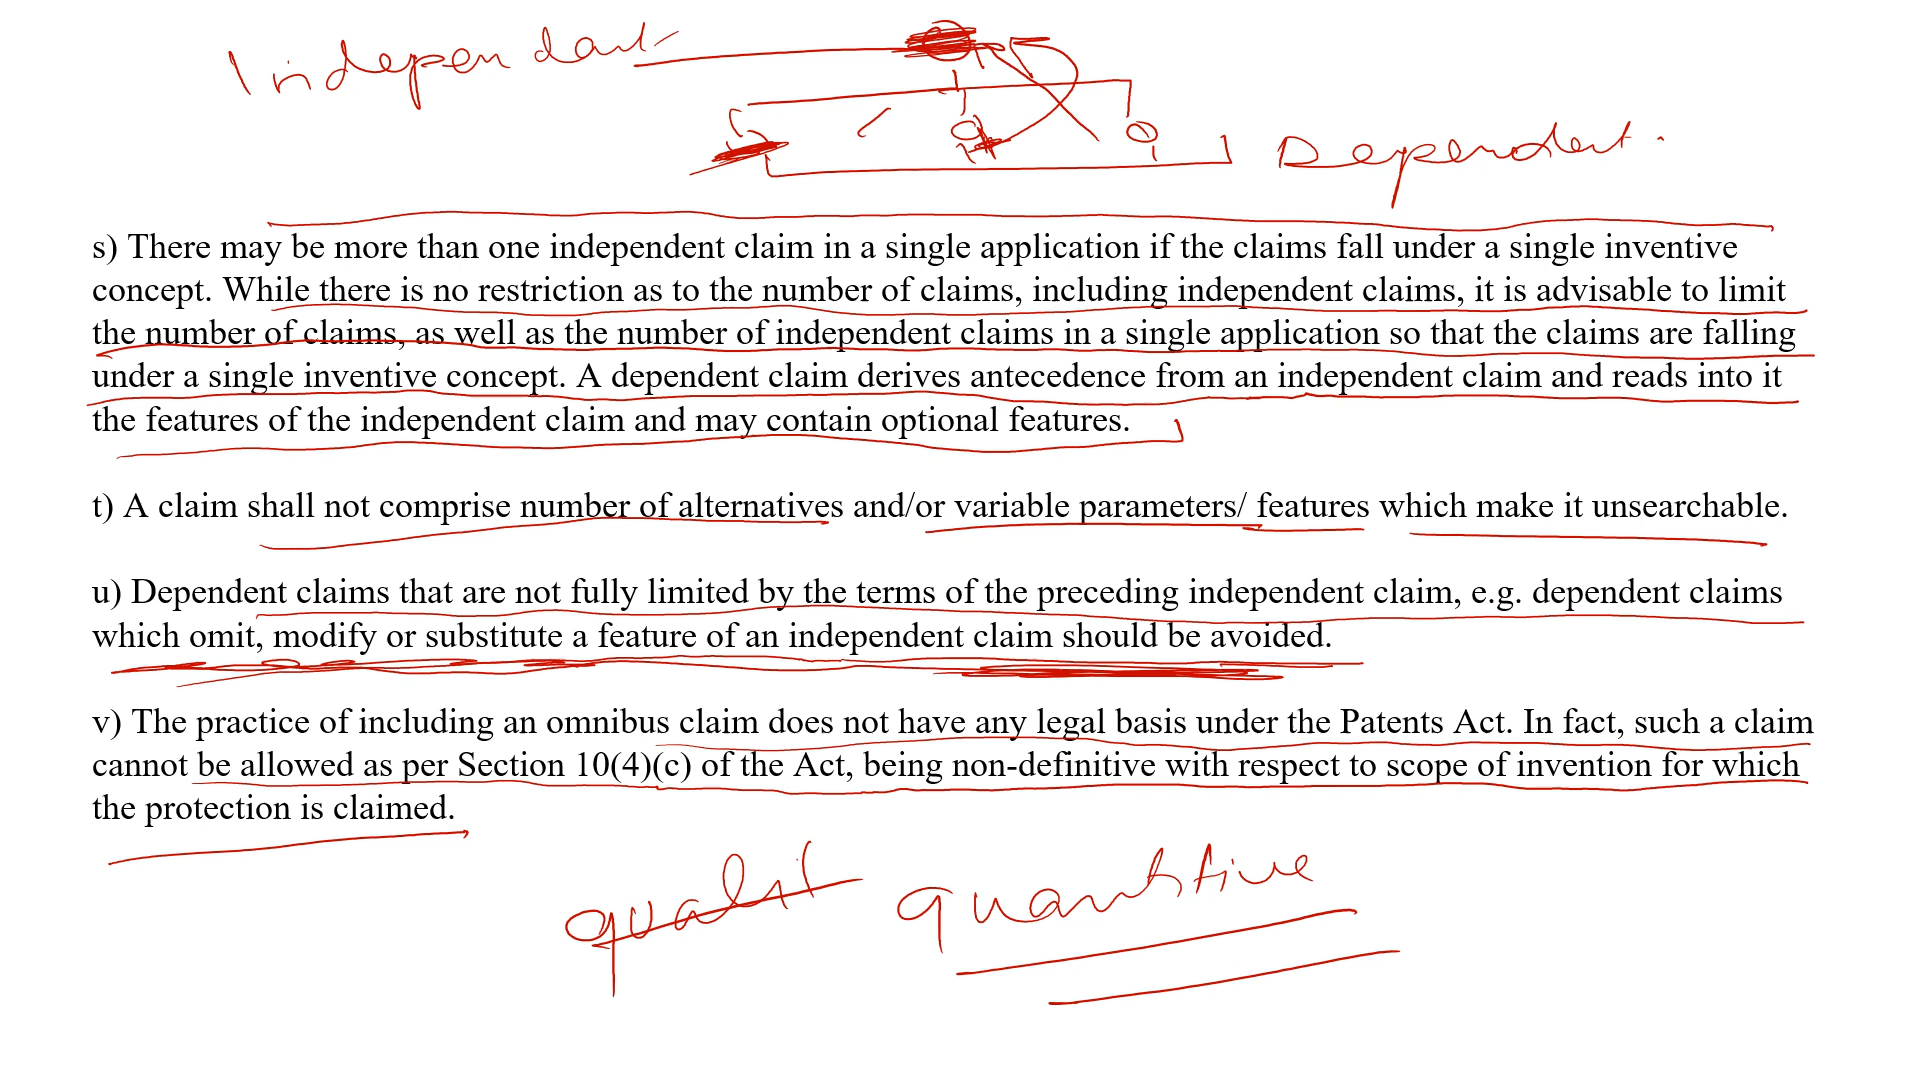 Independent
Dependent.
s) There may be more than one independent claim in a single application if the claims fall under a single inventive
concept. While there is no restriction as to the number of claims, including independent claims, it is advisable to limit
the number of claims, as well as the number of independent claims in a single application so that the claims are falling
under a single inventive concept. A dependent claim derives antecedence from an independent claim and reads into it
the features of the independent claim and may contain optional features.
t) A claim shall not comprise number of alternatives and/or variable parameters/ features which make it unsearchable.
u) Dependent claims that are not fully limited by the terms of the preceding independent claim, e.g. dependent claims
which omit, modify or substitute a feature of an independent claim should be avoided.
v) The practice of including an omnibus claim does not have any legal basis under the Patents Act. In fact, such a claim
cannot be allowed as per Section 10(4)(c) of the Act, being non-definitive with respect to scope of invention for which
the protection is claimed.
qualit quantitive